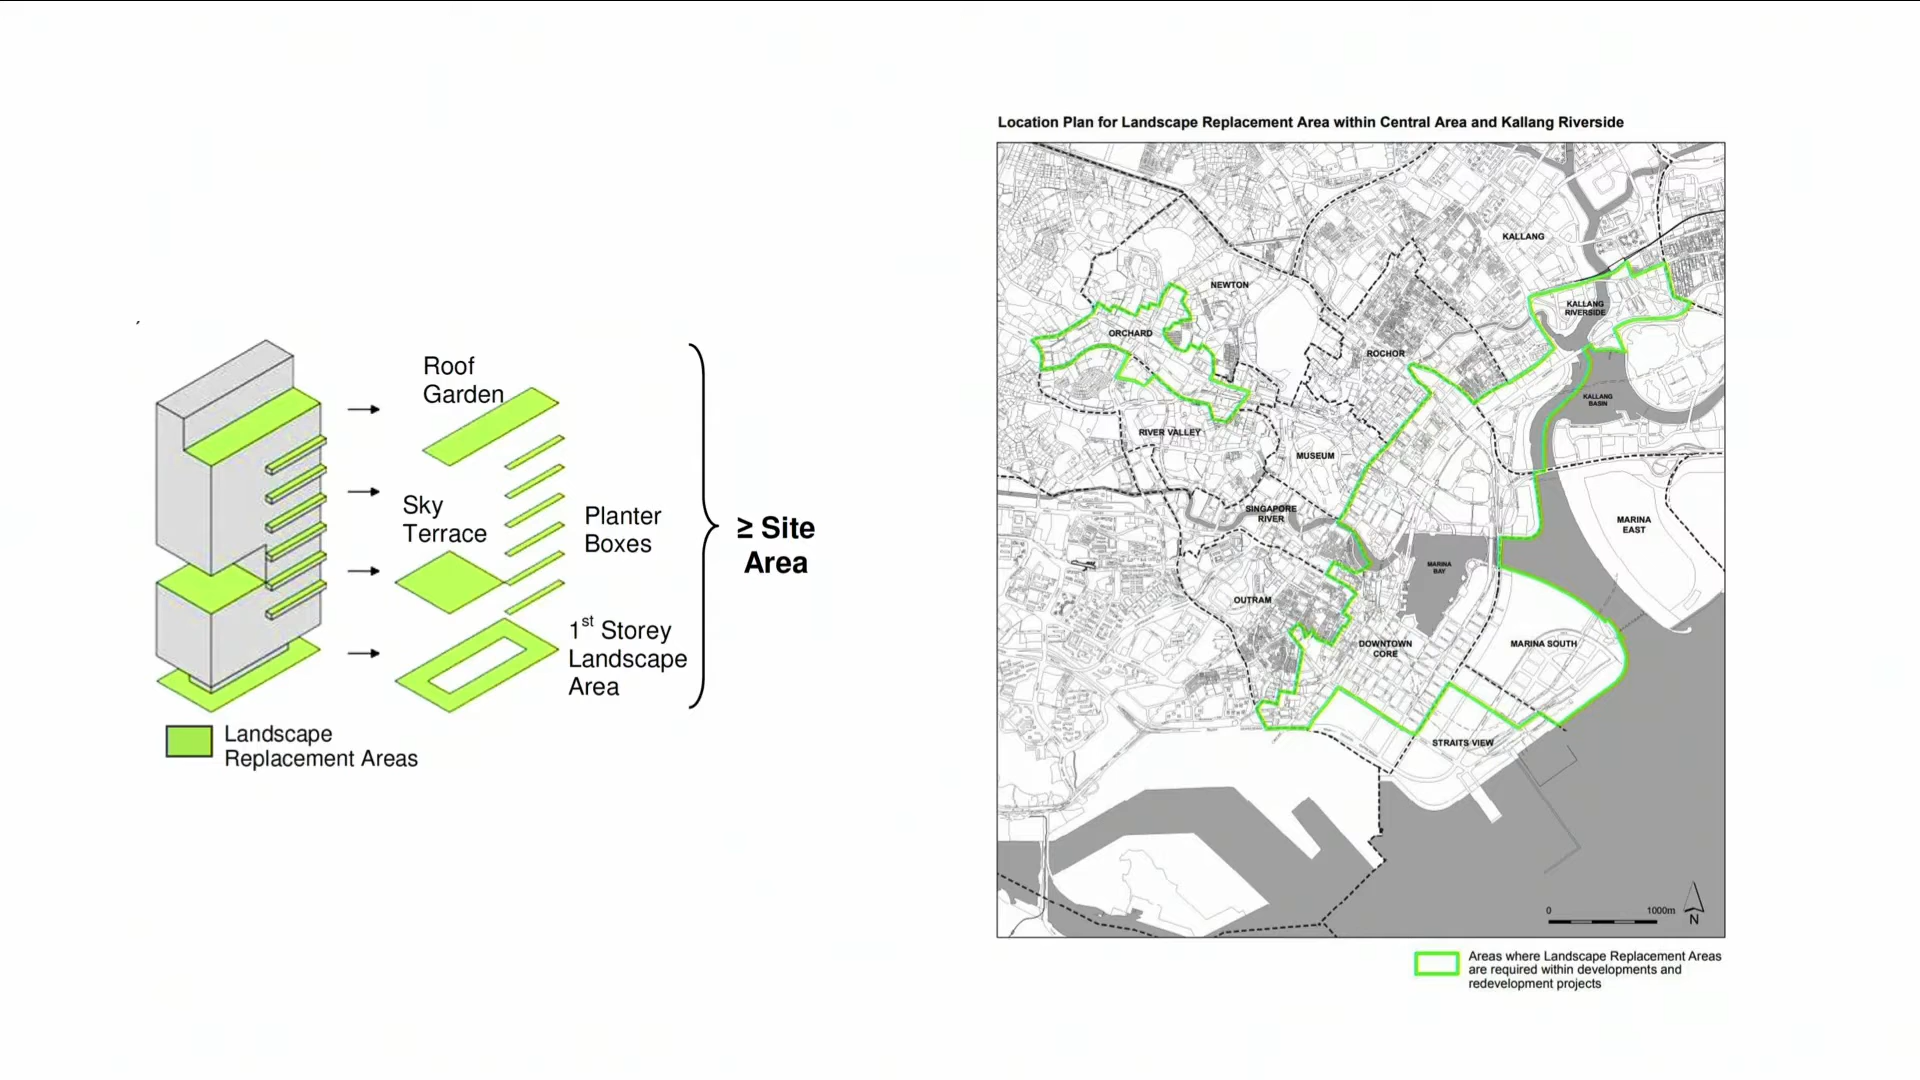 Roof
Garden
Sky
Terrace
Planter
Boxes
1st Storey
Landscape
Area
≥ Site
Area
Landscape
Replacement Areas
Location Plan for Landscape Replacement Area within Central Area and Kallang Riverside
KALLANG
NEWTON
KALLANG
RIVERSIDE
ORCHARD
ROCHOR
KALLANG
BASIN
RIVER VALLEY
MUSEUM
SINGAPORE
RIVER
MARINA
EAST
MARINA
BAY
OUTRAM
DOWNTOWN
CORE
MARINA SOUTH
STRAITS VIEW
0 1000m
N
Areas where Landscape Replacement Areas
are required within developments and
redevelopment projects